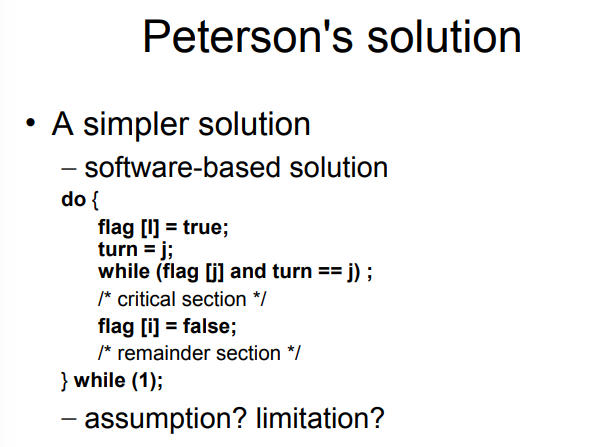 Peterson's solution
• A simpler solution
– software-based solution
do {
flag [I] = true;
turn = j;
while (flag [j] and turn == j) ;
/* critical section */
flag [i] = false;
/* remainder section */
} while (1);
– assumption? limitation?